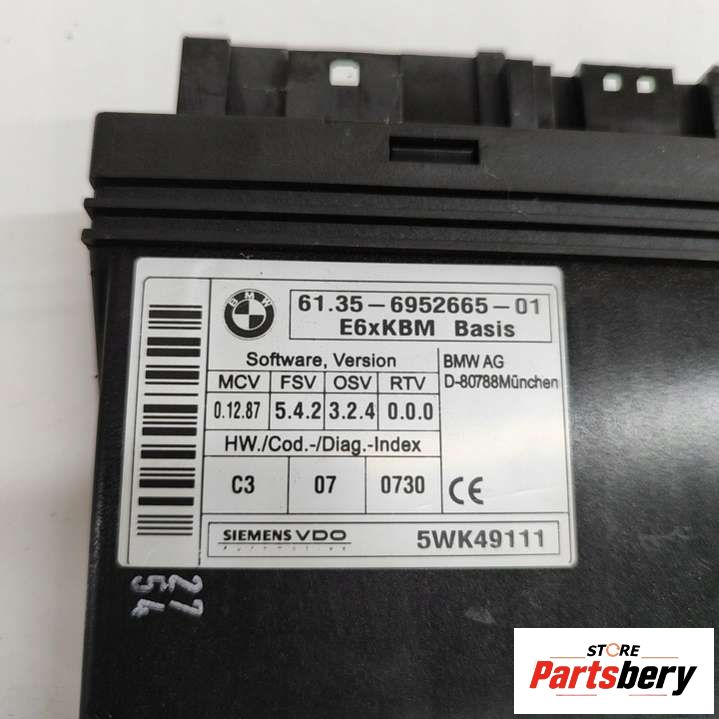 BMW
61.35-6952665-01
E6xKBM Basis
Software, Version
MCV FSV OSV RTV
0.12.87 5.4.2 3.2.4 0.0.0
BMW AG
D-80788München
HW./Cod.-/Diag.-Index
C3 07 0730
CE
SIEMENS VDO
Automotive
5WK49111
27
54
STORE
Partsbery